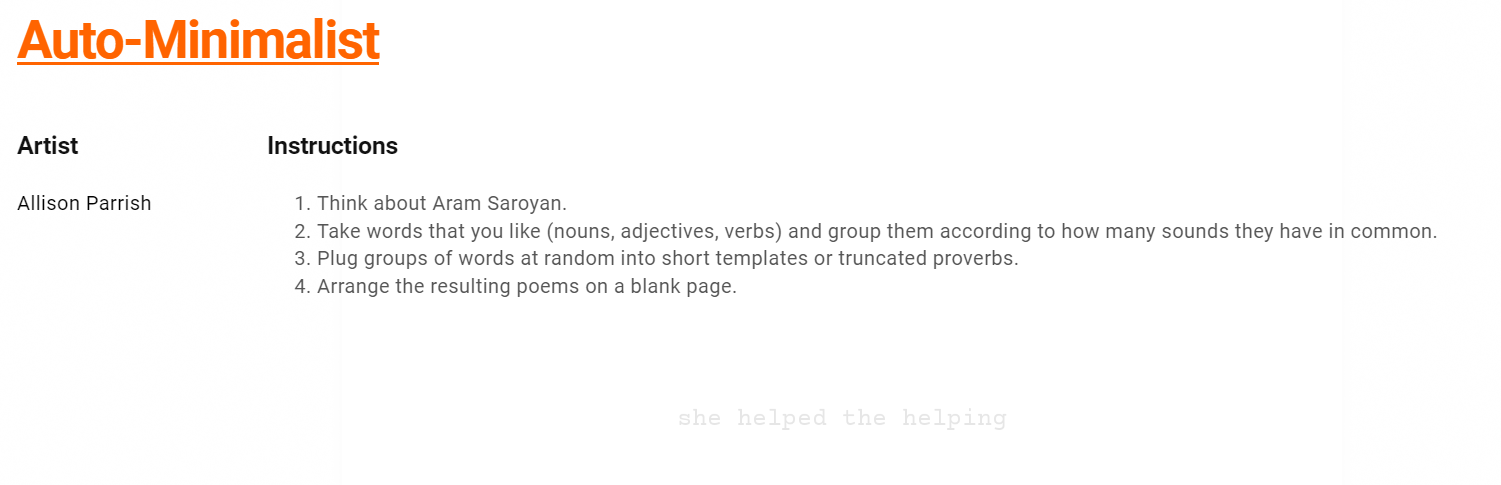 Auto-Minimalist
Artist
Instructions
Allison Parrish
1. Think about Aram Saroyan.
2. Take words that you like (nouns, adjectives, verbs) and group them according to how many sounds they have in common.
3. Plug groups of words at random into short templates or truncated proverbs.
4. Arrange the resulting poems on a blank page.
she helped the helping